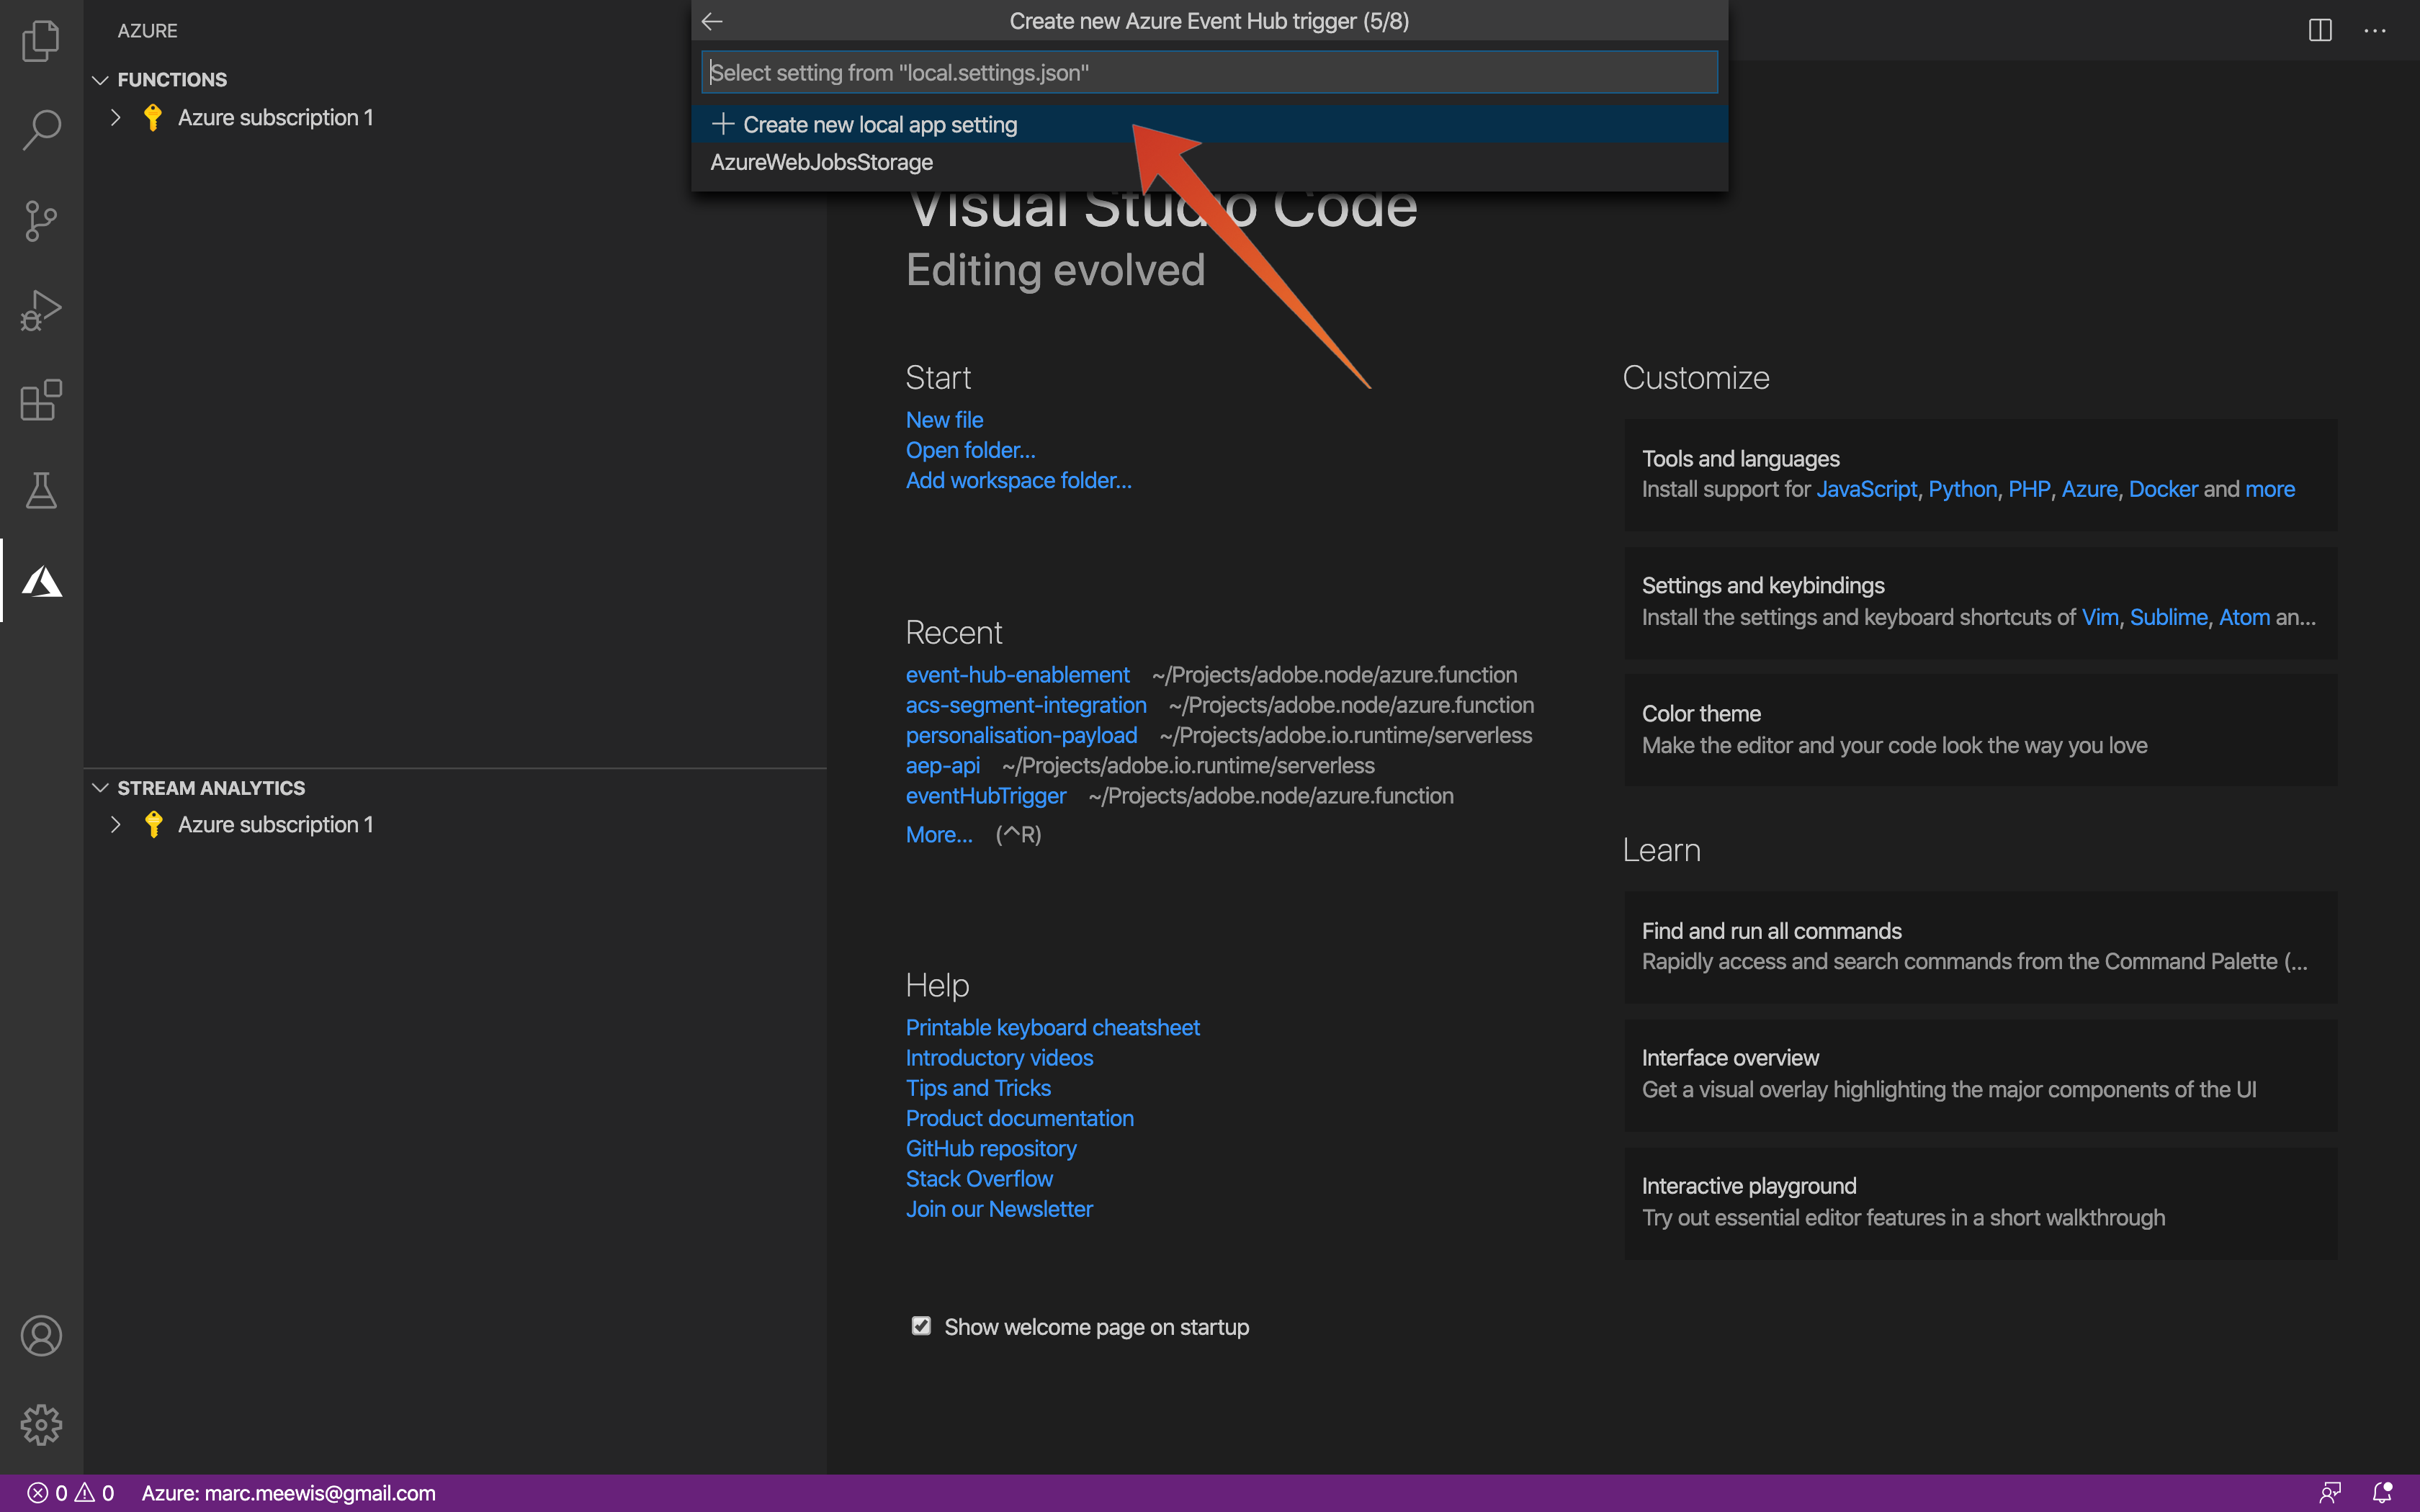 AZURE
FUNCTIONS
Azure subscription 1
STREAM ANALYTICS
Azure subscription 1
Create new Azure Event Hub trigger (5/8)
Select setting from "local.settings.json"
Create new local app setting
AzureWebJobsStorage
Visual Studio Code
Editing evolved
Start
New file
Open folder...
Add workspace folder...
Recent
event-hub-enablement ~/Projects/adobe.node/azure.function
acs-segment-integration ~/Projects/adobe.node/azure.function
personalisation-payload ~/Projects/adobe.io.runtime/serverless
aep-api ~/Projects/adobe.io.runtime/serverless
eventHubTrigger ~/Projects/adobe.node/azure.function
More... (^R)
Help
Printable keyboard cheatsheet
Introductory videos
Tips and Tricks
Product documentation
GitHub repository
Stack Overflow
Join our Newsletter
Show welcome page on startup
Customize
Tools and languages
Install support for JavaScript, Python, PHP, Azure, Docker and more
Settings and keybindings
Install the settings and keyboard shortcuts of Vim, Sublime, Atom an...
Color theme
Make the editor and your code look the way you love
Learn
Find and run all commands
Rapidly access and search commands from the Command Palette (...
Interface overview
Get a visual overlay highlighting the major components of the UI
Interactive playground
Try out essential editor features in a short walkthrough
0 0 Azure: marc.meewis@gmail.com